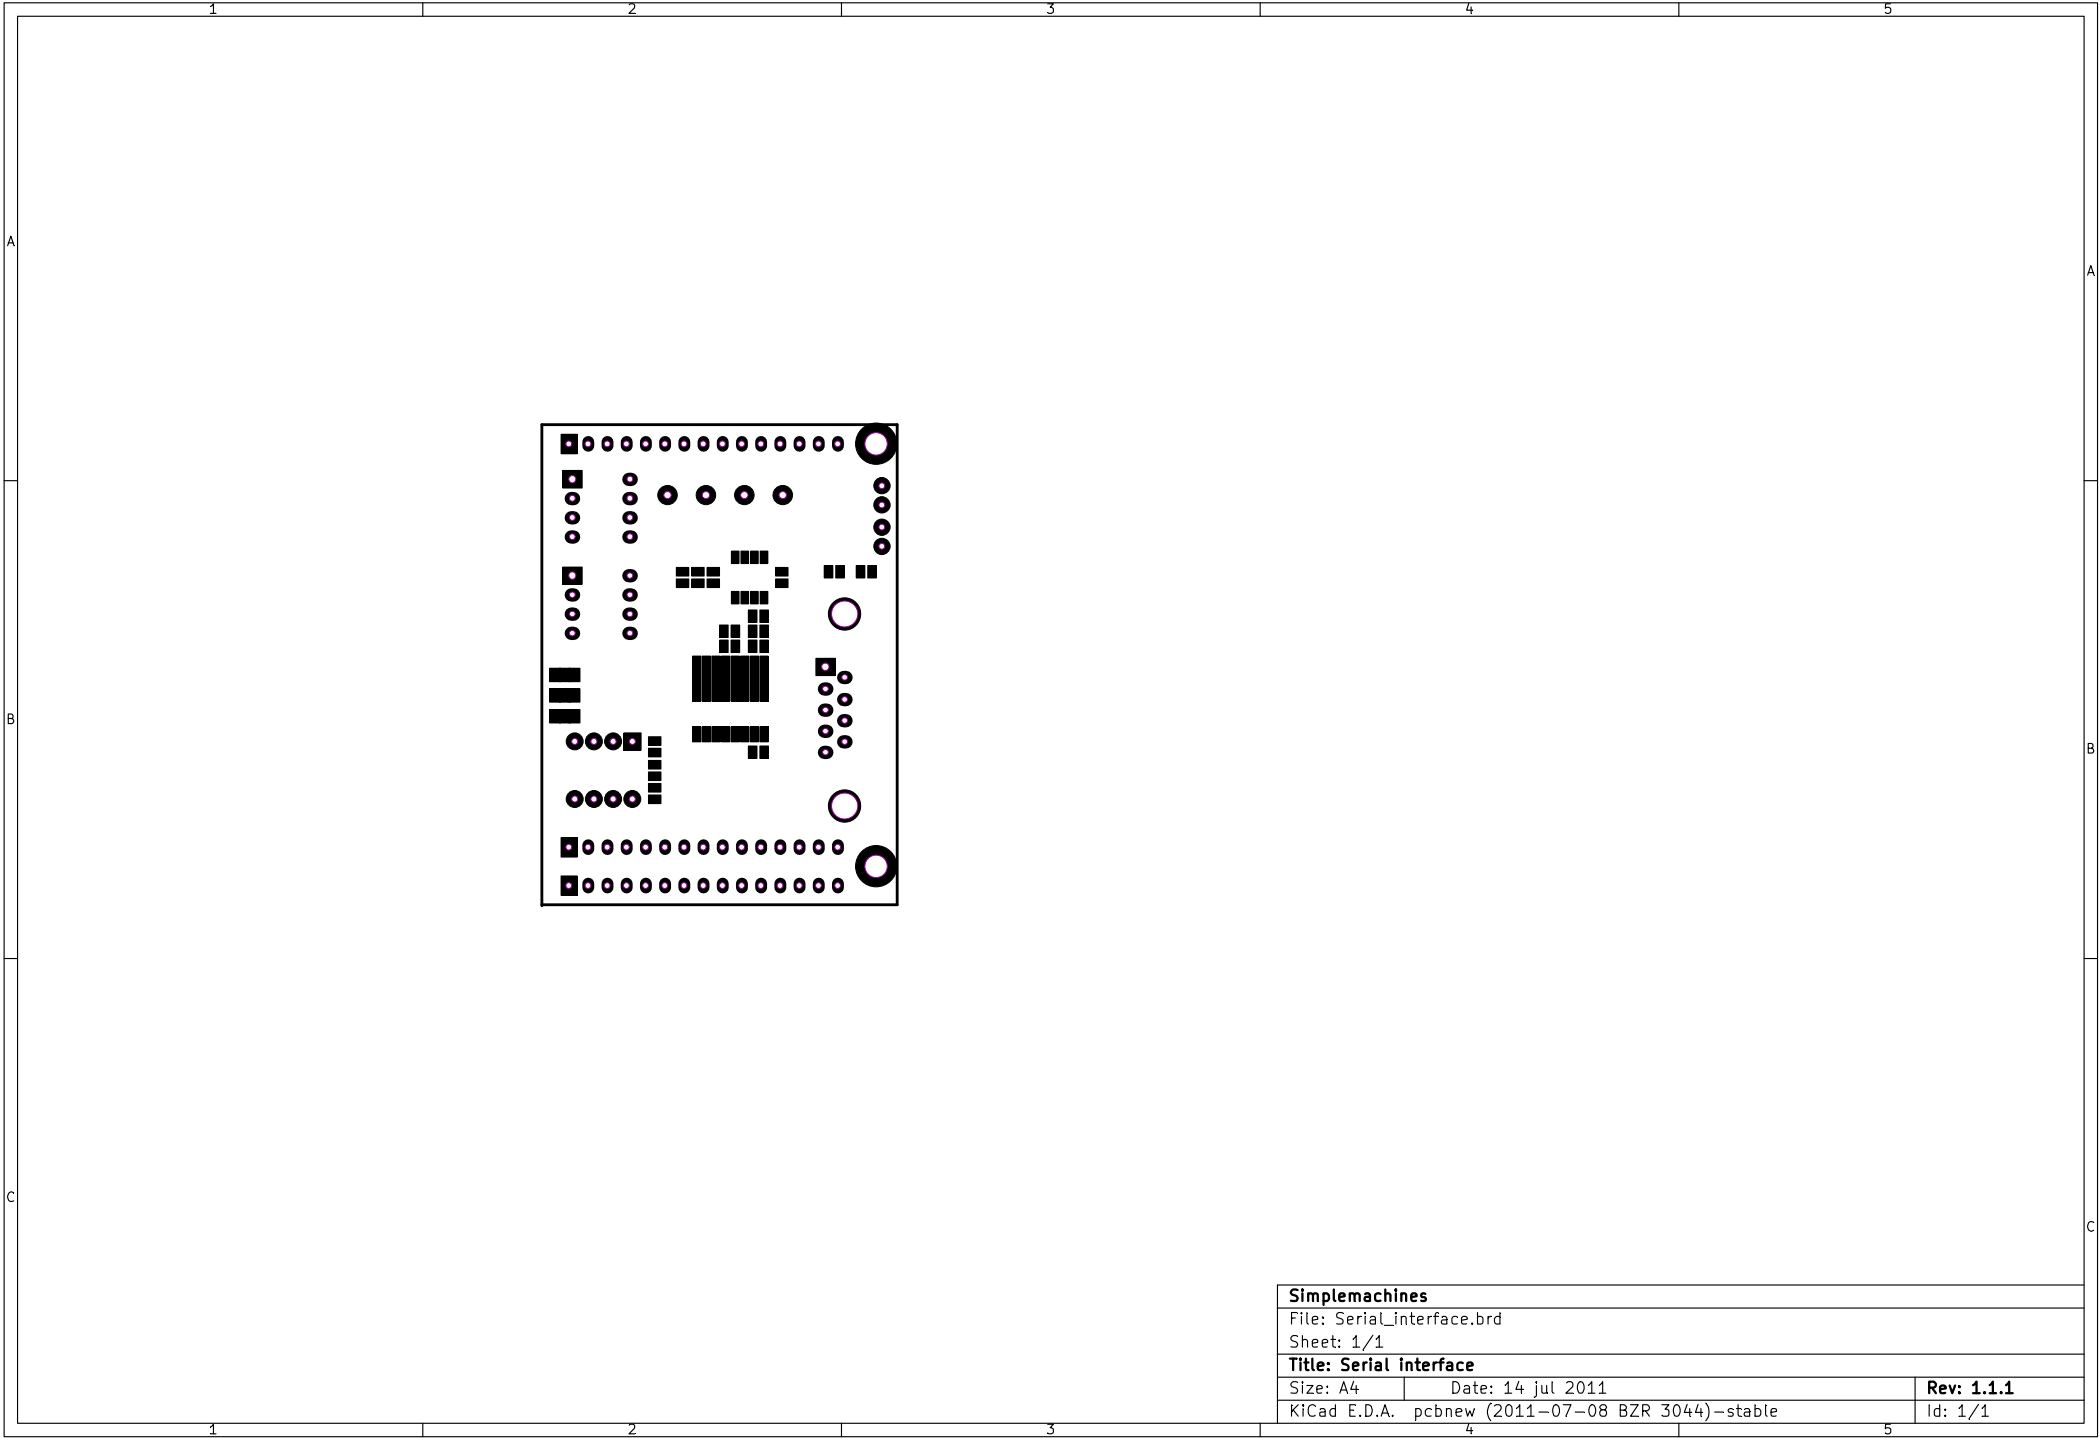 1 2 3 4 5
A
A
B
B
C
C
Simplemachines
File: Serial_interface.brd
Sheet: 1/1
Title: Serial interface
Size: A4 Date: 14 jul 2011 Rev: 1.1.1
KiCad E.D.A. pcbnew (2011-07-08 BZR 3044)-stable Id: 1/1
1 2 3 4 5